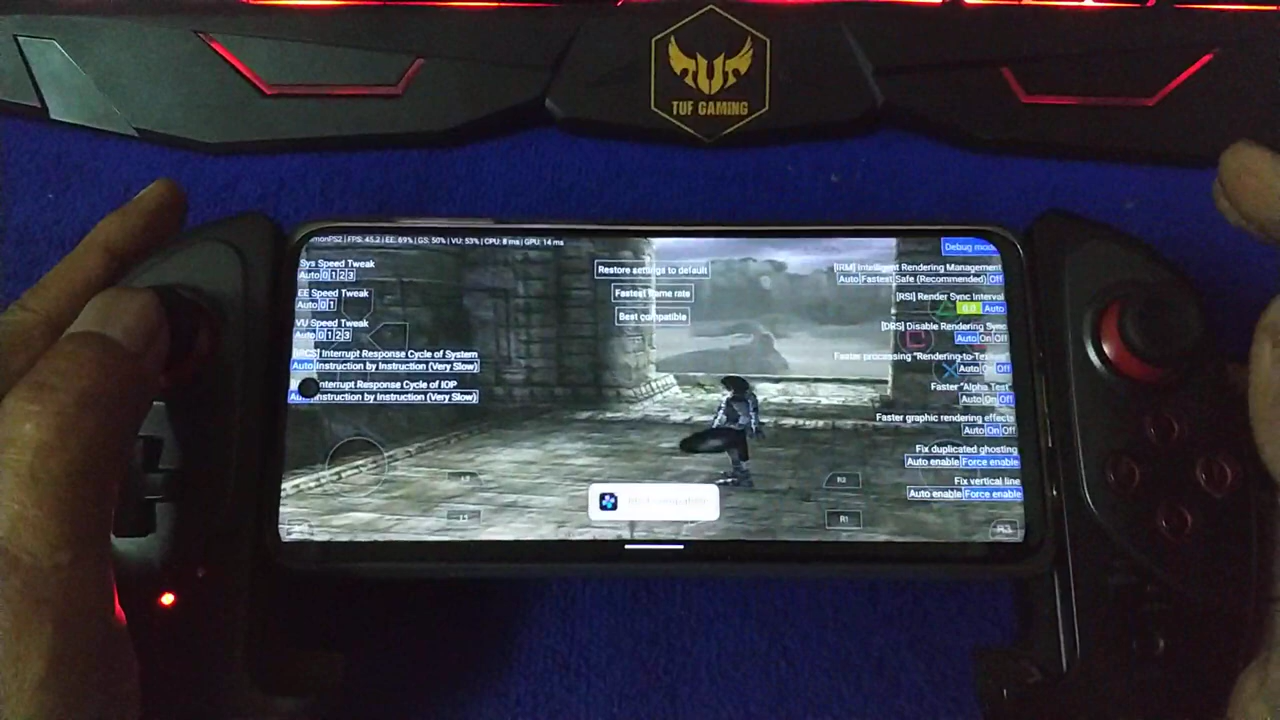 TUF GAMING
monPS2 | FPS: 45.2 | EE: 69% | GS: 50% | VU: 53% | CPU: 8 ms | GPU: 14 ms
Debug mode
Sys Speed Tweak
Auto 0 1 2 3
EE Speed Tweak
Auto 0 1
VU Speed Tweak
Auto 0 1 2 3
Interrupt Response Cycle of System
Auto Instruction by Instruction (Very Slow)
Interrupt Response Cycle of IOP
Instruction by Instruction (Very Slow)
Restore settings to default
Fastest frame rate
Best compatible
[IRM] Intelligent Rendering Management
Auto Fastest Safe (Recommended) Off
[RSI] Render Sync Interval
0.0 Auto
[DRS] Disable Rendering Sync
Auto On Off
Faster processing "Rendering-to-Texture"
Auto On Off
Faster "Alpha Test"
Auto On Off
Faster graphic rendering effects
Auto On Off
Fix duplicated ghosting
Auto enable Force enable
Fix vertical line
Auto enable Force enable
R2
L1
R1